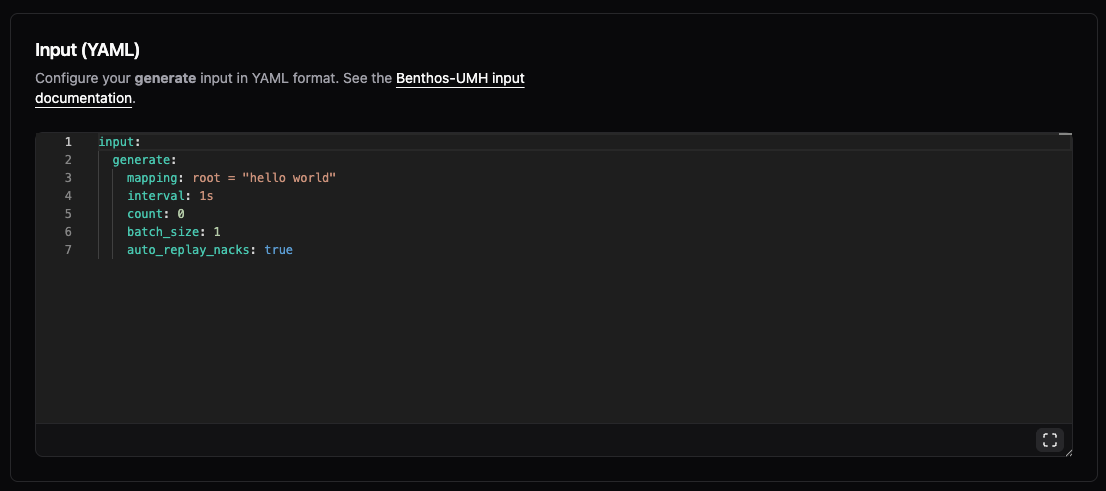 Input (YAML)
Configure your generate input in YAML format. See the Benthos-UMH input
documentation.
1 input:
2   generate:
3     mapping: root = "hello world"
4     interval: 1s
5     count: 0
6     batch_size: 1
7     auto_replay_nacks: true